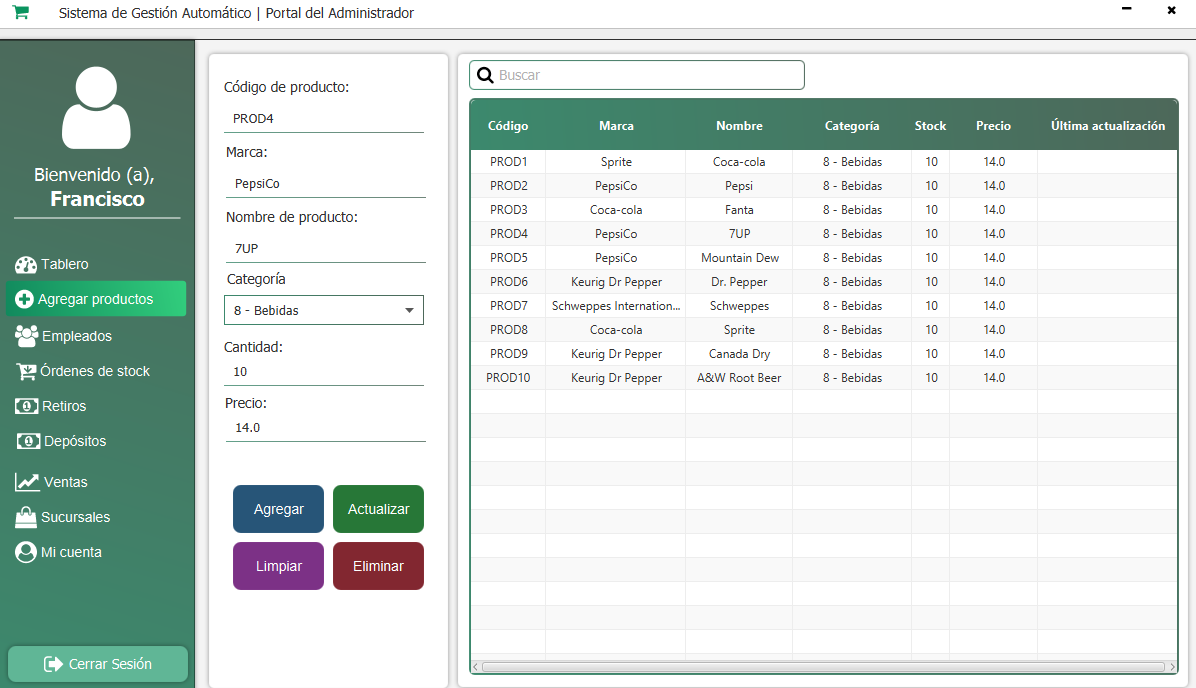 Sistema de Gestión Automático | Portal del Administrador
Bienvenido (a),
Francisco
Tablero
Agregar productos
Empleados
Órdenes de stock
Retiros
Depósitos
Ventas
Sucursales
Mi cuenta
Cerrar Sesión
Código de producto:
PROD4
Marca:
PepsiCo
Nombre de producto:
7UP
Categoría
8 - Bebidas
Cantidad:
10
Precio:
14.0
Agregar Actualizar
Limpiar Eliminar
Buscar
Código Marca Nombre Categoría Stock Precio Última actualización
PROD1 Sprite Coca-cola 8 - Bebidas 10 14.0
PROD2 PepsiCo Pepsi 8 - Bebidas 10 14.0
PROD3 Coca-cola Fanta 8 - Bebidas 10 14.0
PROD4 PepsiCo 7UP 8 - Bebidas 10 14.0
PROD5 PepsiCo Mountain Dew 8 - Bebidas 10 14.0
PROD6 Keurig Dr Pepper Dr. Pepper 8 - Bebidas 10 14.0
PROD7 Schweppes Internation... Schweppes 8 - Bebidas 10 14.0
PROD8 Coca-cola Sprite 8 - Bebidas 10 14.0
PROD9 Keurig Dr Pepper Canada Dry 8 - Bebidas 10 14.0
PROD10 Keurig Dr Pepper A&W Root Beer 8 - Bebidas 10 14.0